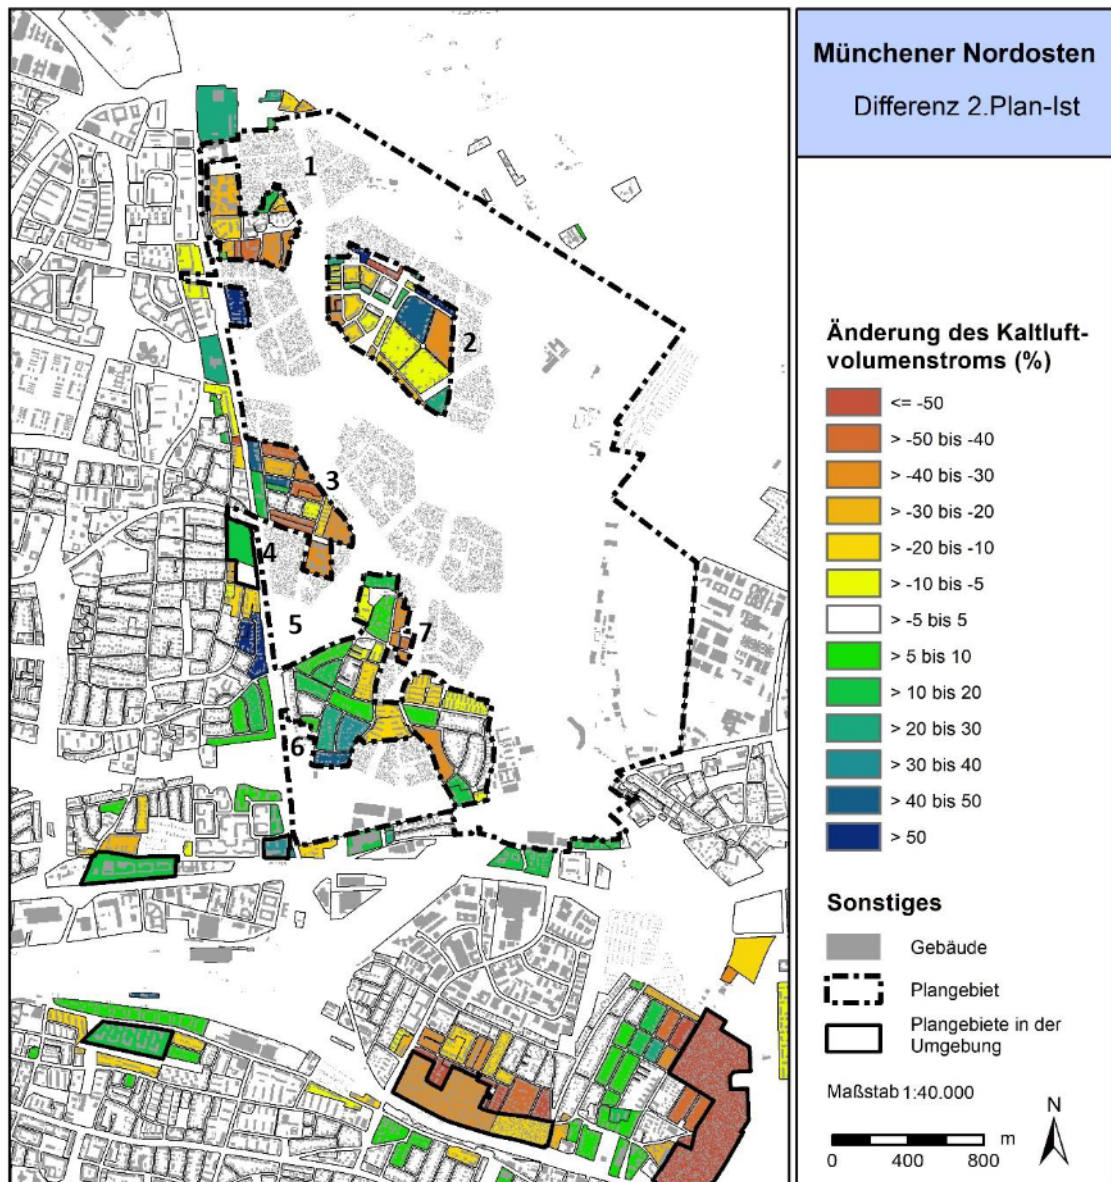 Münchener Nordosten
Differenz 2.Plan-Ist
1
2
3
4
5
7
6
Änderung des Kaltluft-
volumenstroms (%)
<= -50
> -50 bis -40
> -40 bis -30
> -30 bis -20
> -20 bis -10
> -10 bis -5
> -5 bis 5
> 5 bis 10
> 10 bis 20
> 20 bis 30
> 30 bis 40
> 40 bis 50
> 50
Sonstiges
Gebäude
Plangebiet
Plangebiete in der
Umgebung
Maßstab 1:40.000
N
m
0 400 800